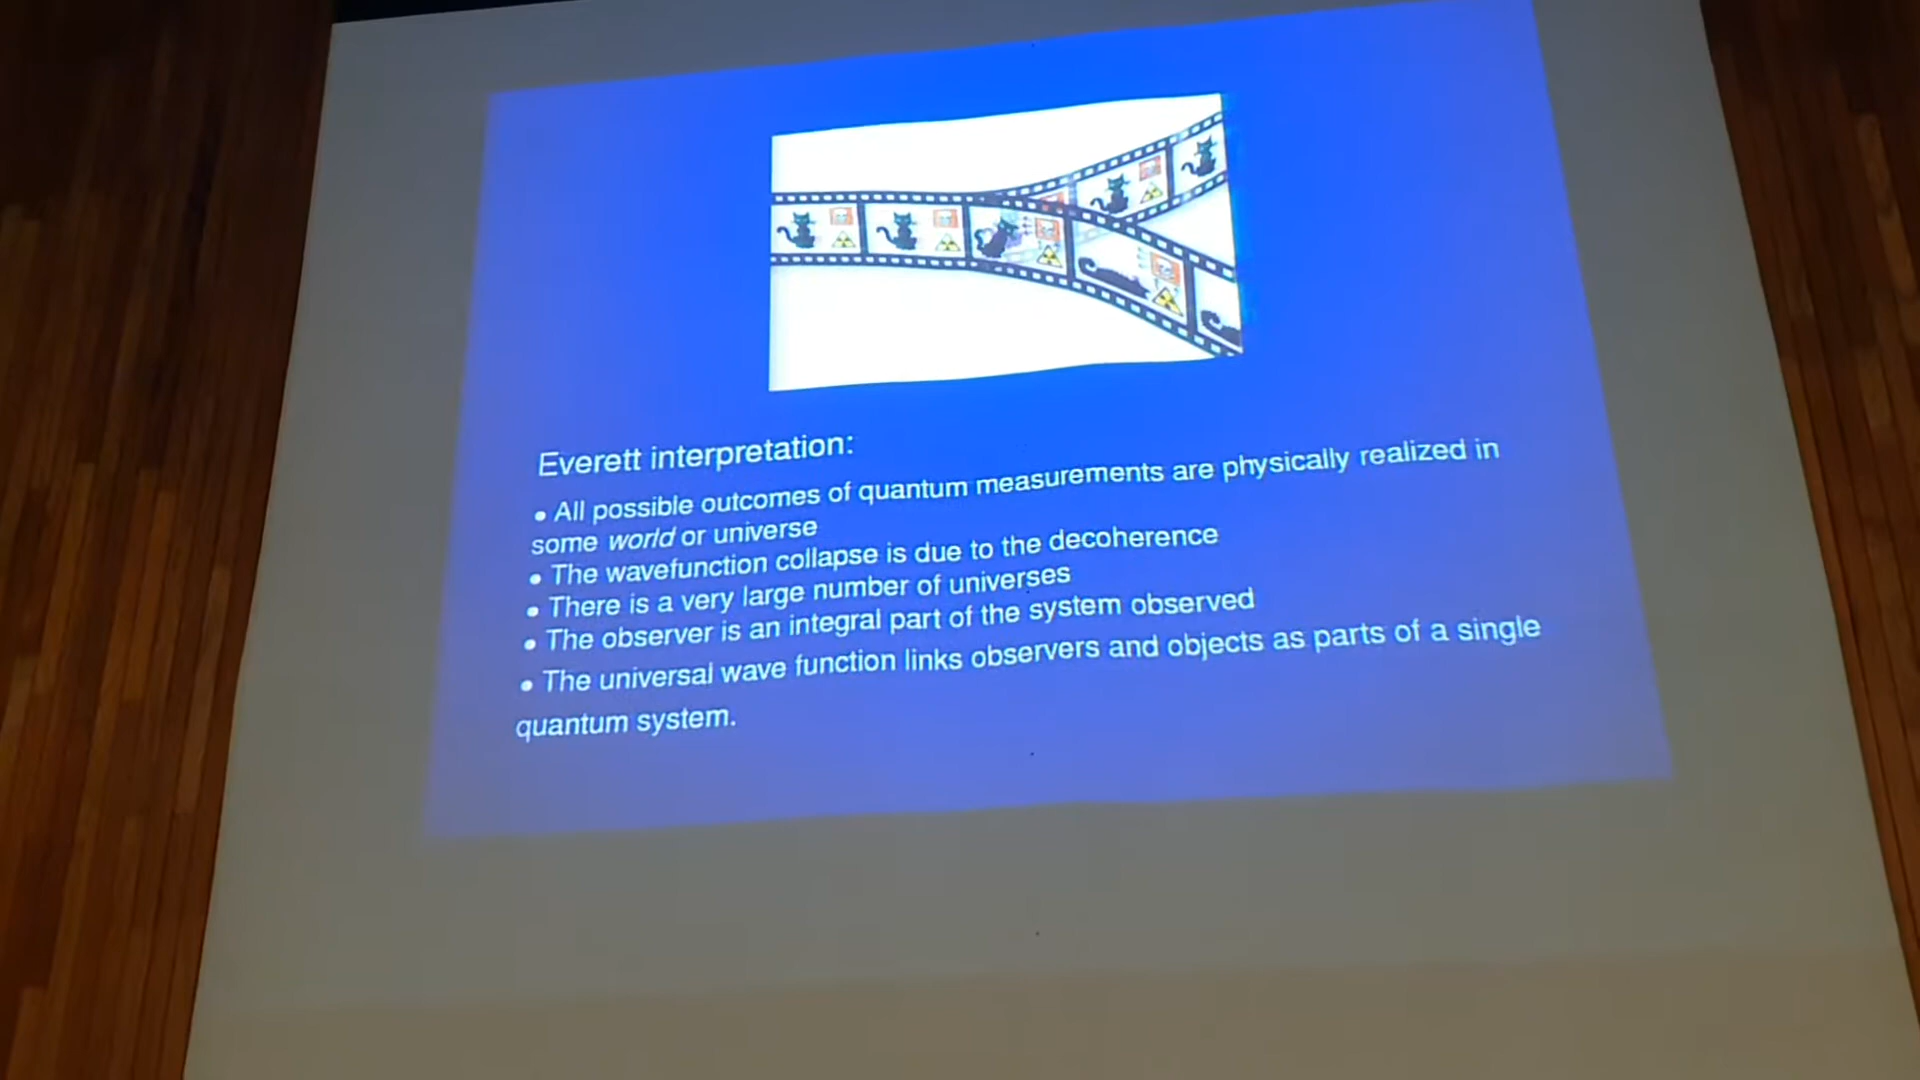 Everett interpretation:
• All possible outcomes of quantum measurements are physically realized in
some world or universe
• The wavefunction collapse is due to the decoherence
• There is a very large number of universes
• The observer is an integral part of the system observed
• The universal wave function links observers and objects as parts of a single
quantum system.